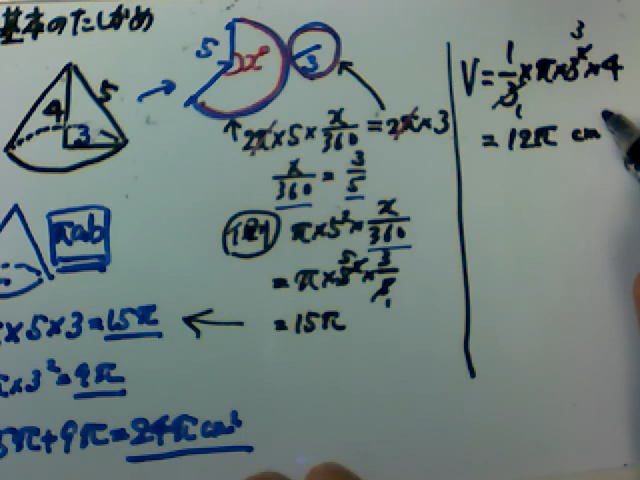 基本のたしかめ
4 5 3
5 x° 3
2π×5×x/360=2π×3
x/360=3/5
π×5²×x/360
=π×5²×3/5
=15π
πab
×5×3=15π
π×3²=9π
5π+9π=24πcm²
V=1/3×π×3²×4
=12π cm